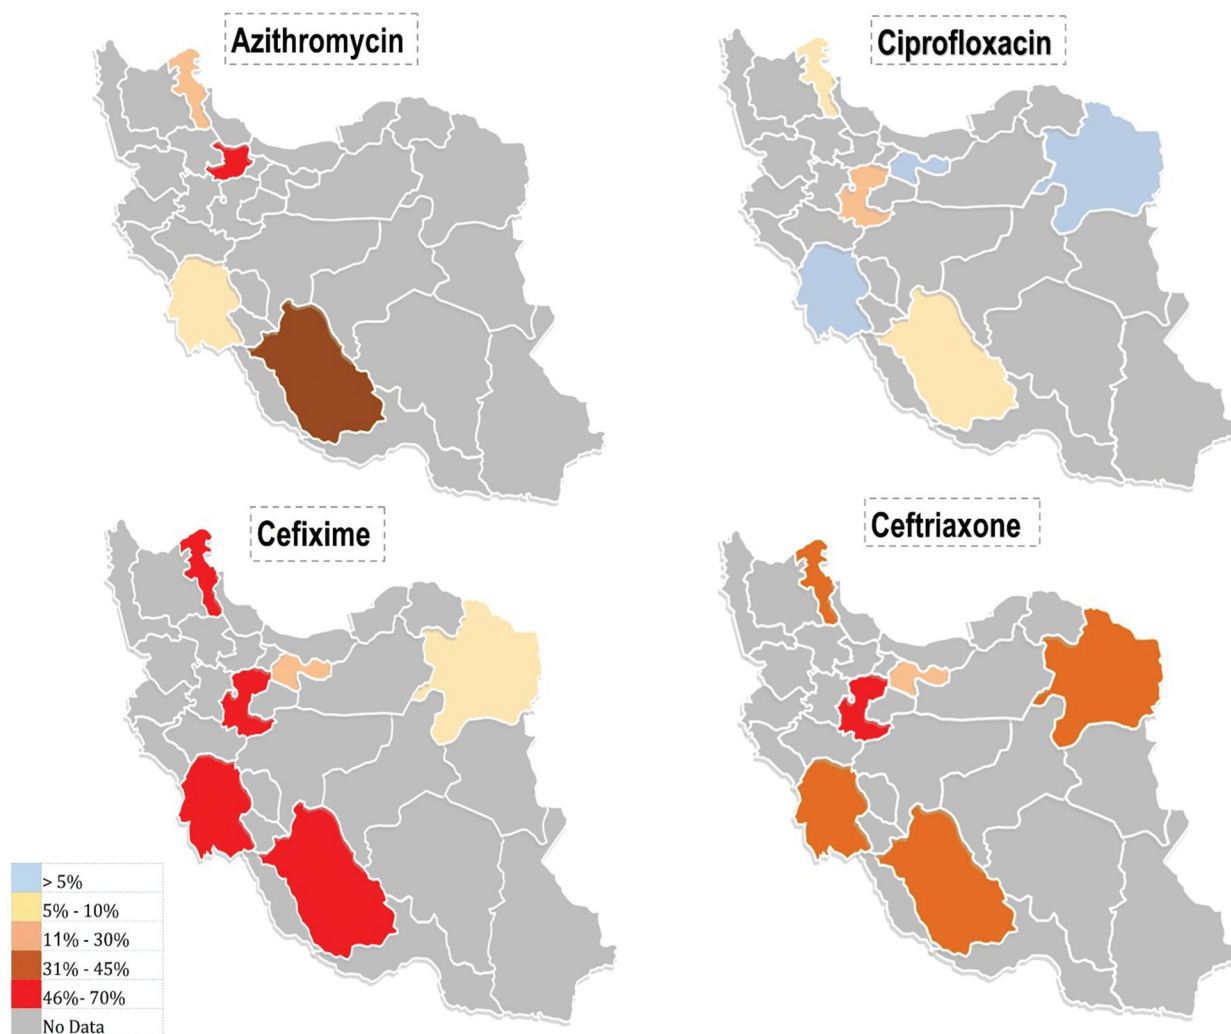 Azithromycin
Ciprofloxacin
Cefixime
Ceftriaxone
> 5%
5% - 10%
11% - 30%
31% - 45%
46%- 70%
No Data